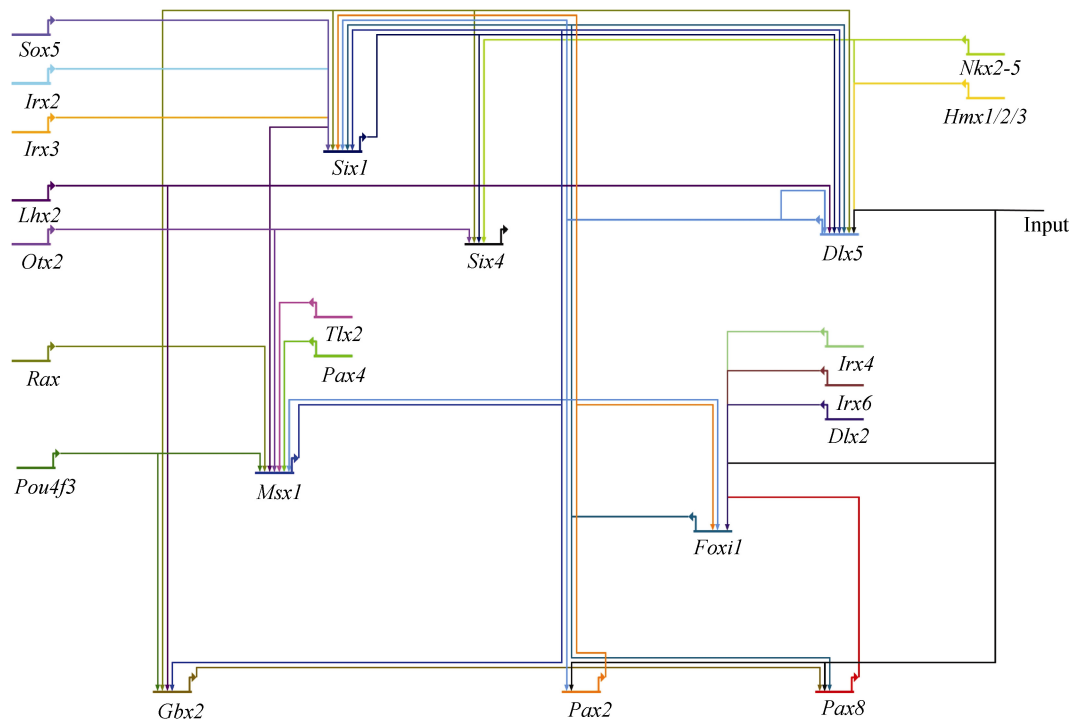 Sox5
Nkx2-5
Irx2
Hmx1/2/3
Irx3
Six1
Lhx2
Input
Otx2
Six4
Dlx5
Tlx2
Irx4
Rax
Pax4
Irx6
Dlx2
Pou4f3
Msx1
Foxi1
Gbx2
Pax2
Pax8